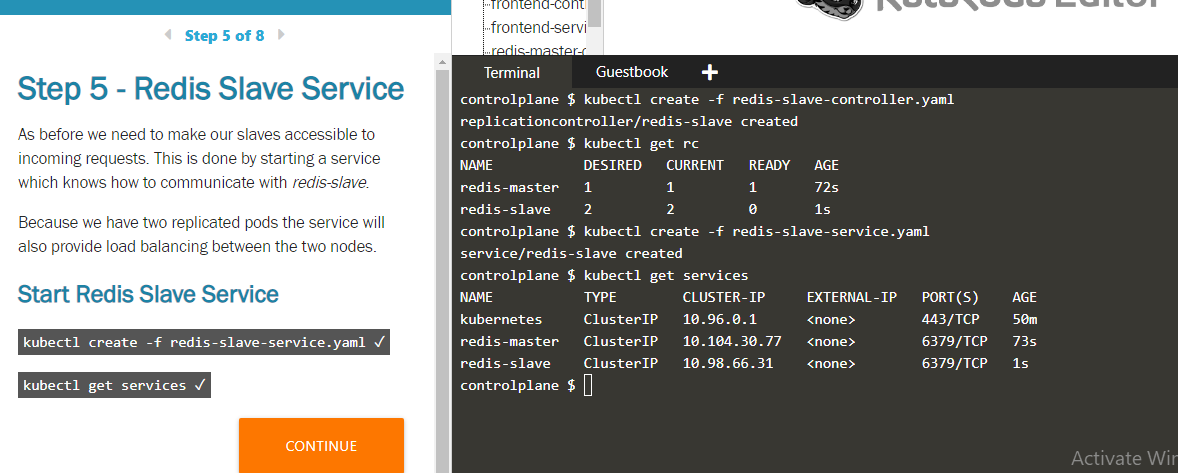 Step 5 of 8
Step 5 - Redis Slave Service
As before we need to make our slaves accessible to
incoming requests. This is done by starting a service
which knows how to communicate with redis-slave.
Because we have two replicated pods the service will
also provide load balancing between the two nodes.
Start Redis Slave Service
kubectl create -f redis-slave-service.yaml ✓
kubectl get services ✓
CONTINUE
frontend-cont
frontend-servi
redis-master-c
Editor
Terminal Guestbook +
controlplane $ kubectl create -f redis-slave-controller.yaml
replicationcontroller/redis-slave created
controlplane $ kubectl get rc
NAME DESIRED CURRENT READY AGE
redis-master 1 1 1 72s
redis-slave 2 2 0 1s
controlplane $ kubectl create -f redis-slave-service.yaml
service/redis-slave created
controlplane $ kubectl get services
NAME TYPE CLUSTER-IP EXTERNAL-IP PORT(S) AGE
kubernetes ClusterIP 10.96.0.1 <none> 443/TCP 50m
redis-master ClusterIP 10.104.30.77 <none> 6379/TCP 73s
redis-slave ClusterIP 10.98.66.31 <none> 6379/TCP 1s
controlplane $
Activate Win